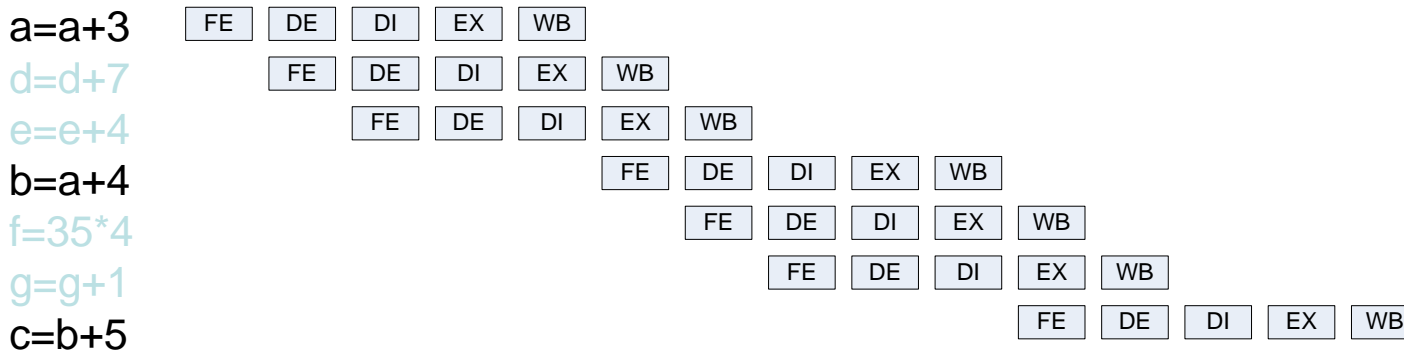 a=a+3 FE DE DI EX WB
d=d+7 FE DE DI EX WB
e=e+4 FE DE DI EX WB
b=a+4 FE DE DI EX WB
f=35*4 FE DE DI EX WB
g=g+1 FE DE DI EX WB
c=b+5 FE DE DI EX WB